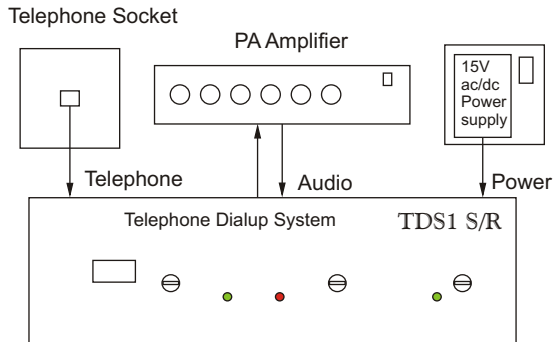 Telephone Socket
PA Amplifier
15V
ac/dc
Power
supply
Telephone
Audio
Power
Telephone Dialup System
TDS1 S/R